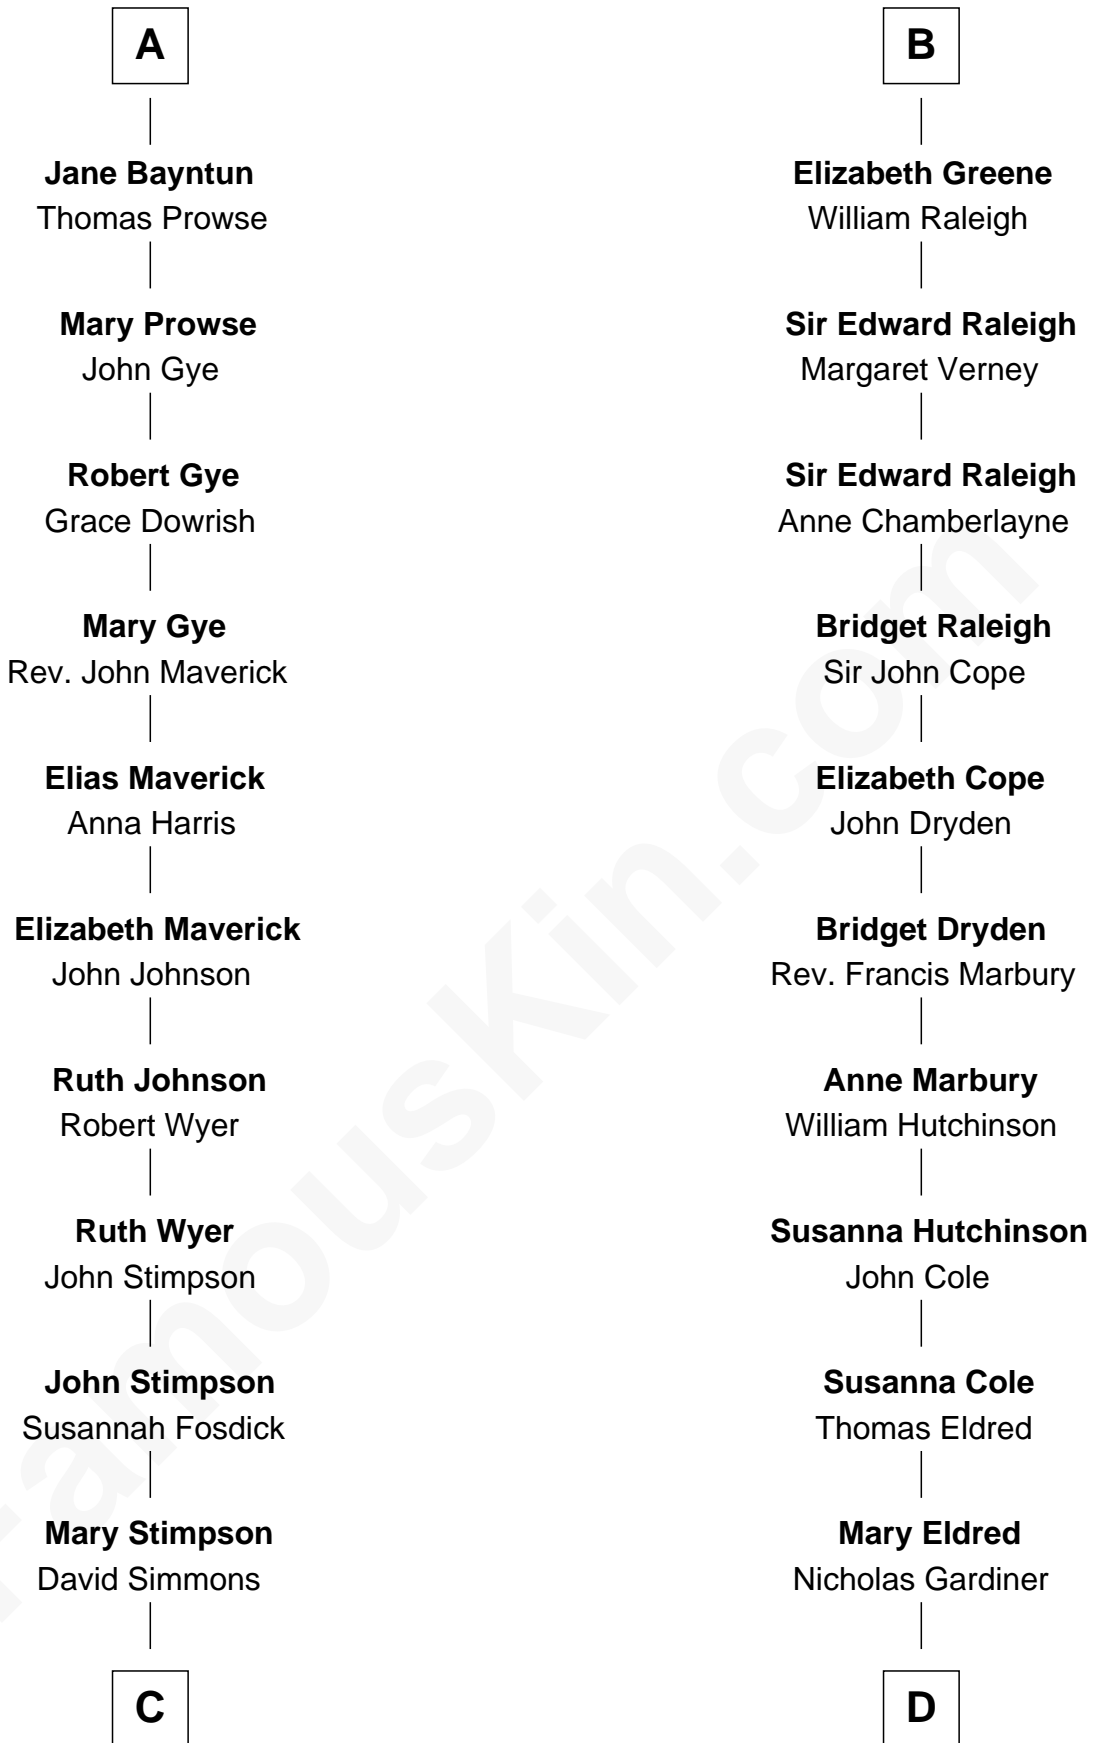 A
Jane Bayntun
Thomas Prowse
Mary Prowse
John Gye
Robert Gye
Grace Dowrish
Mary Gye
Rev. John Maverick
Elias Maverick
Anna Harris
Elizabeth Maverick
John Johnson
Ruth Johnson
Robert Wyer
Ruth Wyer
John Stimpson
John Stimpson
Susannah Fosdick
Mary Stimpson
David Simmons
C
B
Elizabeth Greene
William Raleigh
Sir Edward Raleigh
Margaret Verney
Sir Edward Raleigh
Anne Chamberlayne
Bridget Raleigh
Sir John Cope
Elizabeth Cope
John Dryden
Bridget Dryden
Rev. Francis Marbury
Anne Marbury
William Hutchinson
Susanna Hutchinson
John Cole
Susanna Cole
Thomas Eldred
Mary Eldred
Nicholas Gardiner
D
FamousKin.com